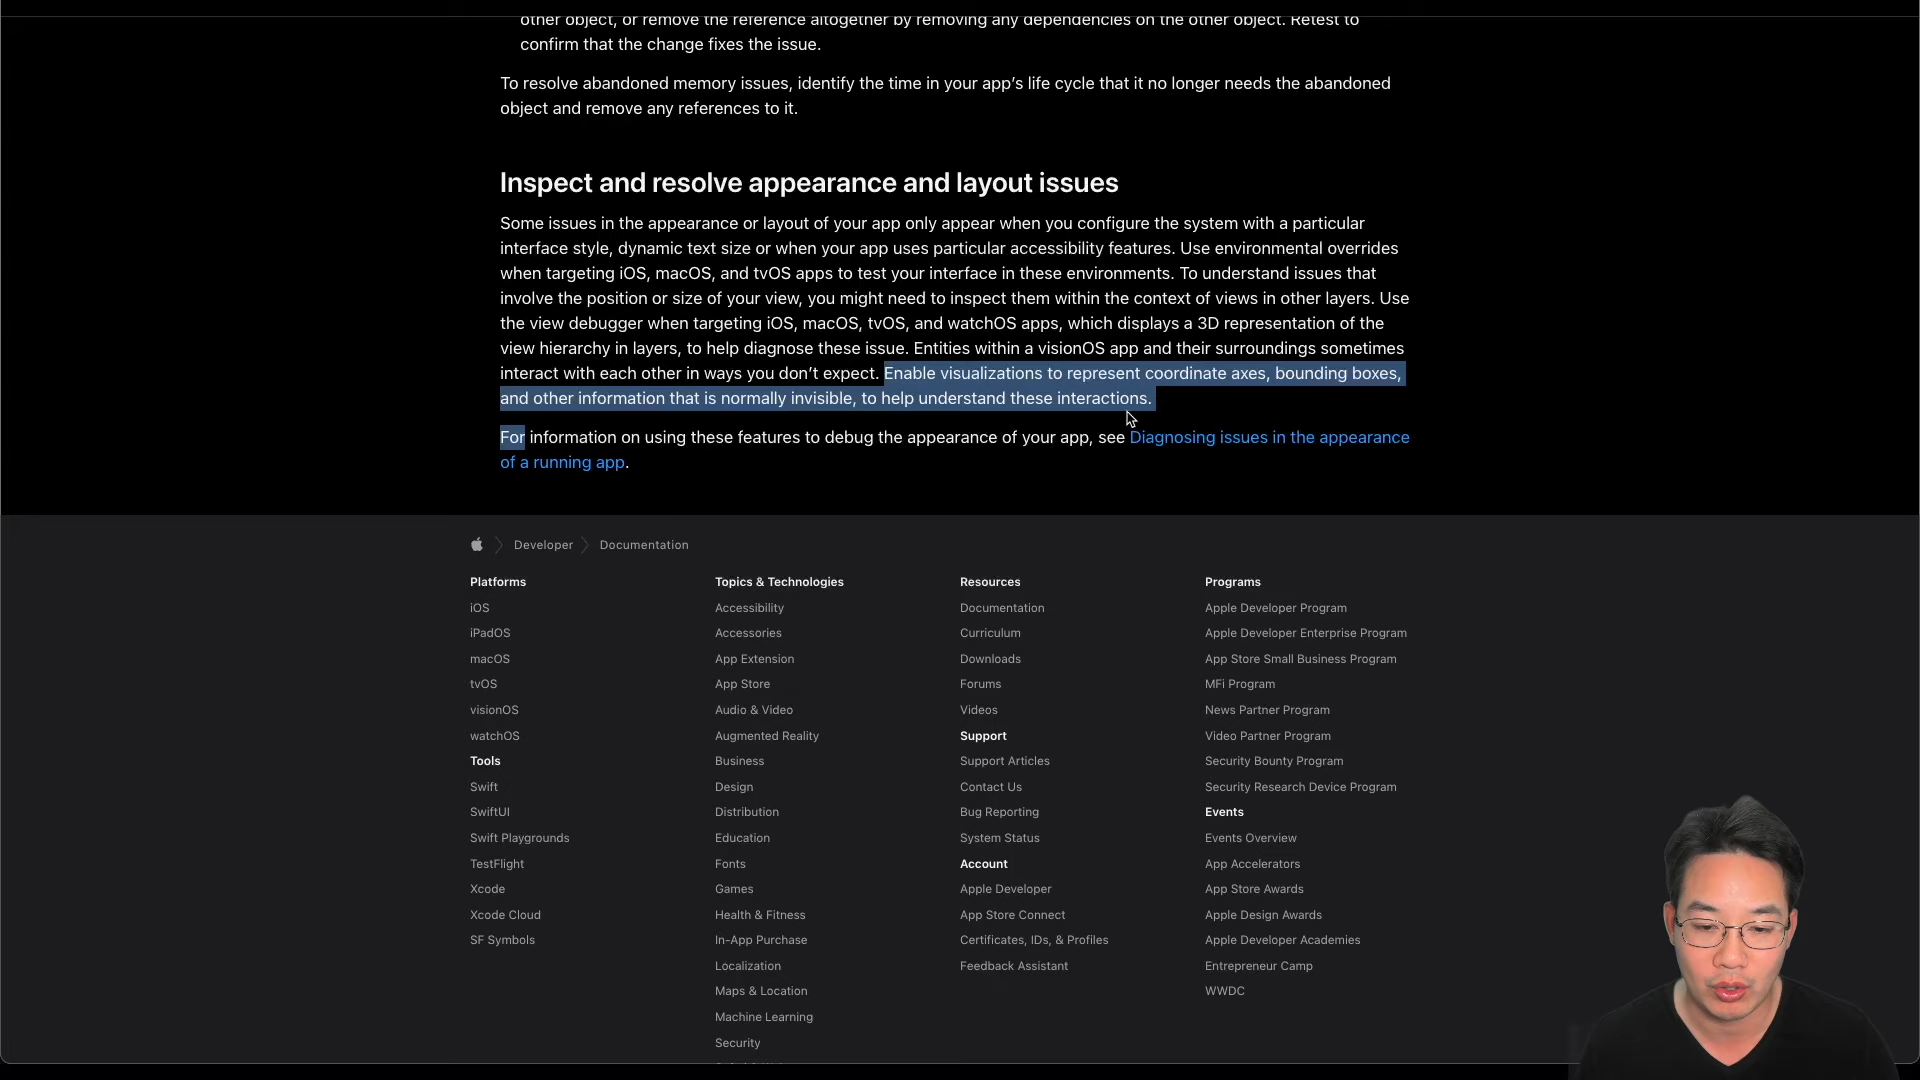 other object, or remove the reference altogether by removing any dependencies on the other object. Retest to
confirm that the change fixes the issue.
To resolve abandoned memory issues, identify the time in your app’s life cycle that it no longer needs the abandoned
object and remove any references to it.
Inspect and resolve appearance and layout issues
Some issues in the appearance or layout of your app only appear when you configure the system with a particular
interface style, dynamic text size or when your app uses particular accessibility features. Use environmental overrides
when targeting iOS, macOS, and tvOS apps to test your interface in these environments. To understand issues that
involve the position or size of your view, you might need to inspect them within the context of views in other layers. Use
the view debugger when targeting iOS, macOS, tvOS, and watchOS apps, which displays a 3D representation of the
view hierarchy in layers, to help diagnose these issue. Entities within a visionOS app and their surroundings sometimes
interact with each other in ways you don’t expect. Enable visualizations to represent coordinate axes, bounding boxes,
and other information that is normally invisible, to help understand these interactions.
For information on using these features to debug the appearance of your app, see Diagnosing issues in the appearance
of a running app.
Developer Documentation
Platforms
iOS
iPadOS
macOS
tvOS
visionOS
watchOS
Tools
Swift
SwiftUI
Swift Playgrounds
TestFlight
Xcode
Xcode Cloud
SF Symbols
Topics & Technologies
Accessibility
Accessories
App Extension
App Store
Audio & Video
Augmented Reality
Business
Design
Distribution
Education
Fonts
Games
Health & Fitness
In-App Purchase
Localization
Maps & Location
Machine Learning
Security
Resources
Documentation
Curriculum
Downloads
Forums
Videos
Support
Support Articles
Contact Us
Bug Reporting
System Status
Account
Apple Developer
App Store Connect
Certificates, IDs, & Profiles
Feedback Assistant
Programs
Apple Developer Program
Apple Developer Enterprise Program
App Store Small Business Program
MFi Program
News Partner Program
Video Partner Program
Security Bounty Program
Security Research Device Program
Events
Events Overview
App Accelerators
App Store Awards
Apple Design Awards
Apple Developer Academies
Entrepreneur Camp
WWDC